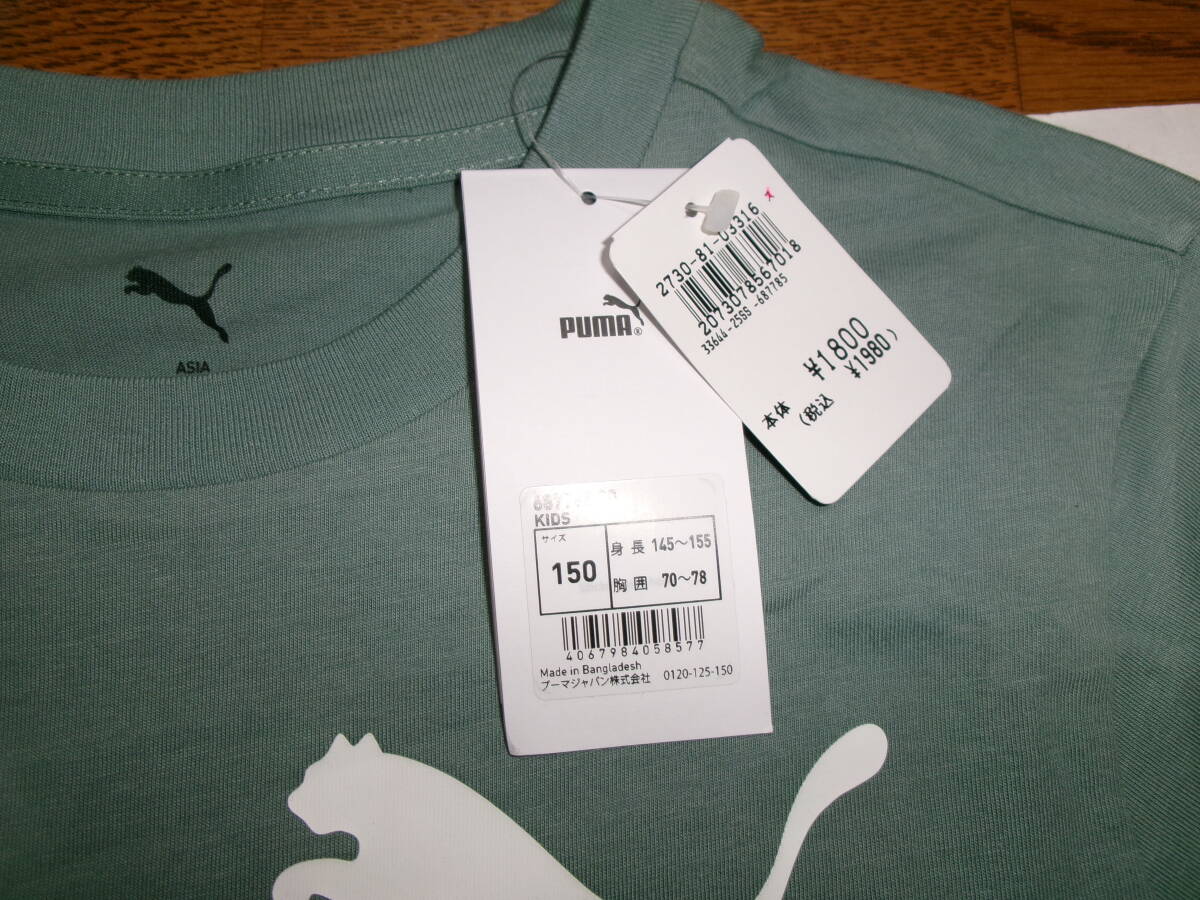 ASIA
PUMA®
2730-81-03316
2073078567018
33644-25SS-687785
¥1800
本体
¥1980)
(税込
KIDS
サイズ
150
身長 145~155
胸囲 70~78
4067984058577
Made in Bangladesh
プーマジャパン株式会社 0120-125-150